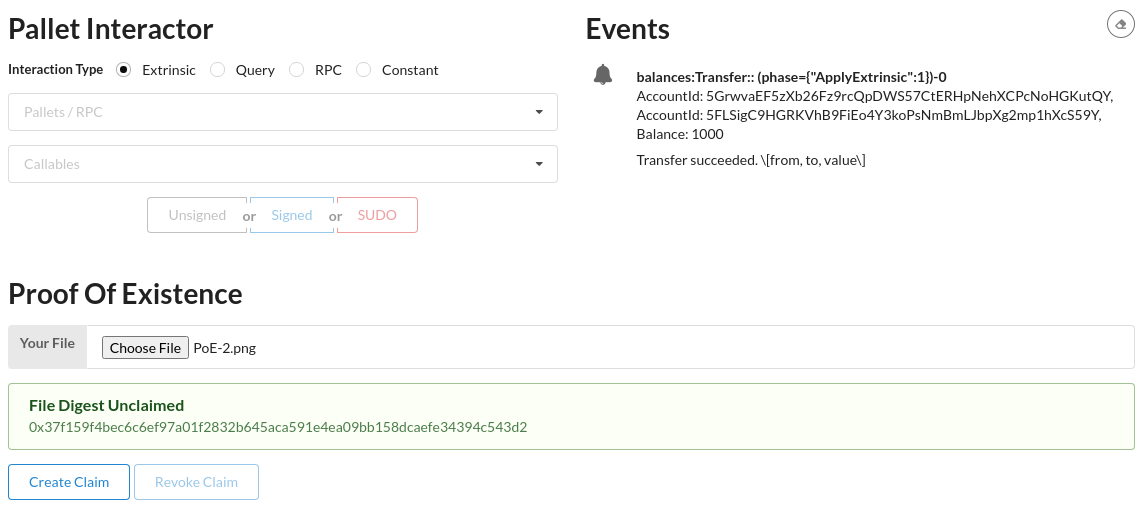 Pallet Interactor
Interaction Type Extrinsic Query RPC Constant
Pallets / RPC
Callables
Unsigned or Signed or SUDO
Events
balances:Transfer:: (phase={"ApplyExtrinsic":1})-0
AccountId: 5GrwvaEF5zXb26Fz9rcQpDWS57CtERHpNehXCPcNoHGKutQY,
AccountId: 5FLSigC9HGRKVhB9FiEo4Y3koPsNmBmLJbpXg2mp1hXcS59Y,
Balance: 1000
Transfer succeeded. \[from, to, value\]
Proof Of Existence
Your File Choose File PoE-2.png
File Digest Unclaimed
0x37f159f4bec6c6ef97a01f2832b645aca591e4ea09bb158dcaefe34394c543d2
Create Claim Revoke Claim